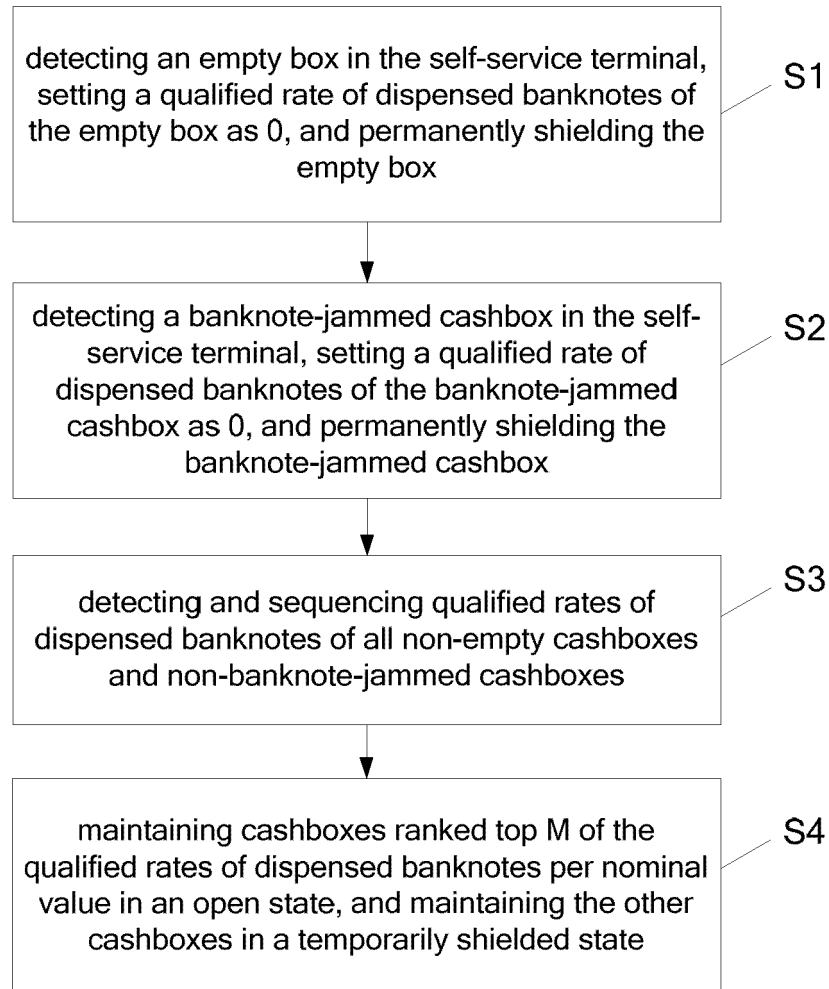 detecting an empty box in the self-service terminal,
setting a qualified rate of dispensed banknotes of
the empty box as 0, and permanently shielding the
empty box
S1
detecting a banknote-jammed cashbox in the self-
service terminal, setting a qualified rate of
dispensed banknotes of the banknote-jammed
cashbox as 0, and permanently shielding the
banknote-jammed cashbox
S2
detecting and sequencing qualified rates of
dispensed banknotes of all non-empty cashboxes
and non-banknote-jammed cashboxes
S3
maintaining cashboxes ranked top M of the
qualified rates of dispensed banknotes per nominal
value in an open state, and maintaining the other
cashboxes in a temporarily shielded state
S4